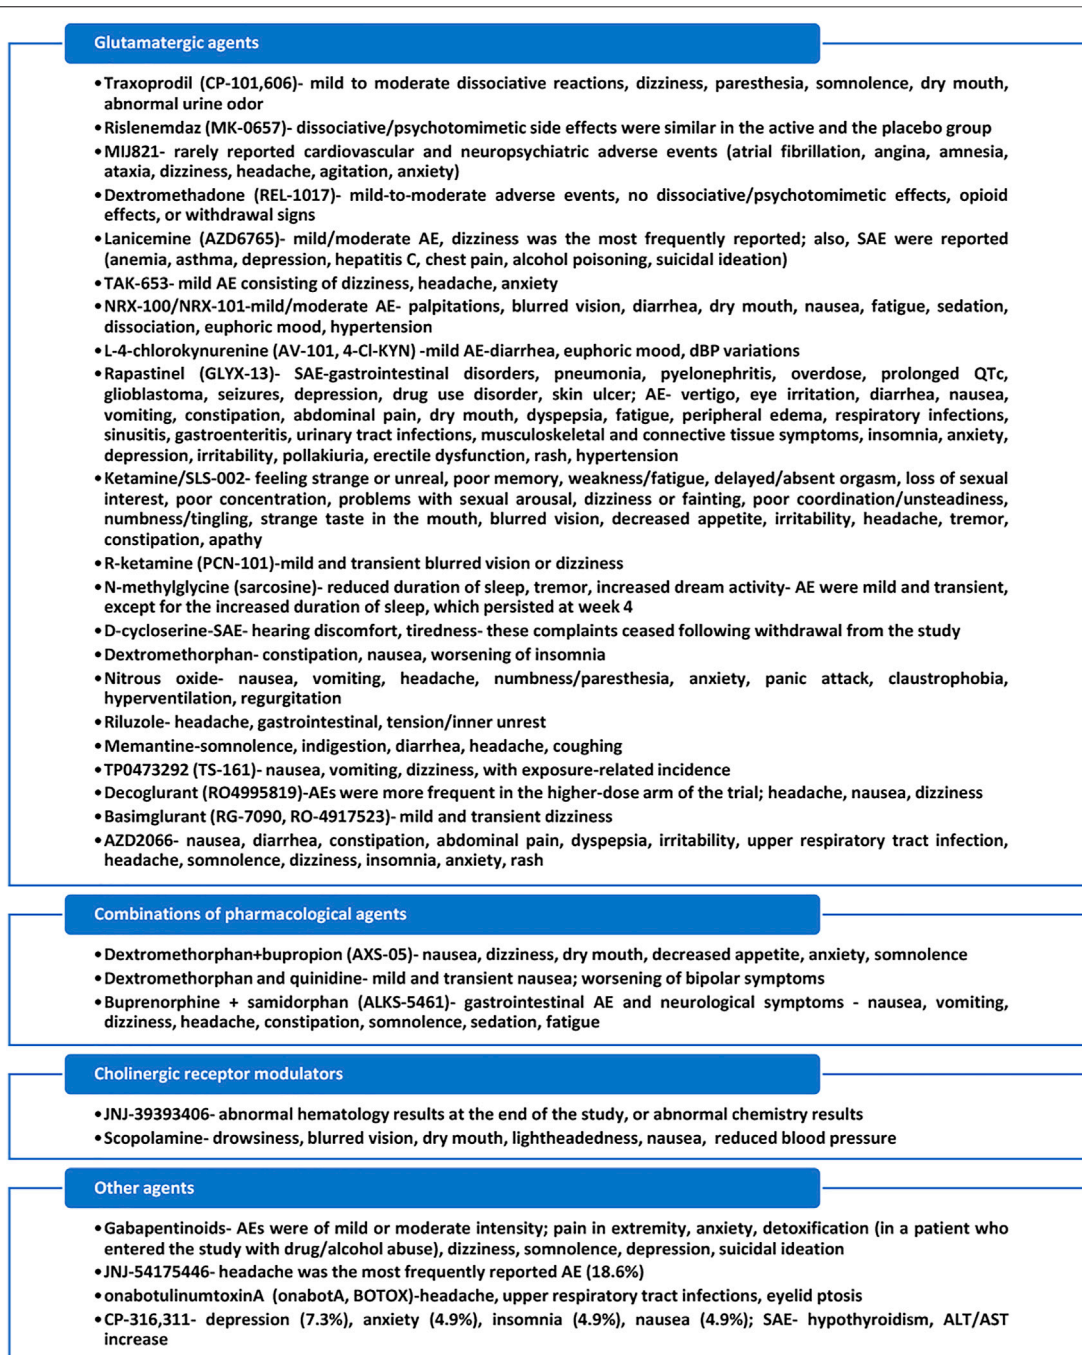 Glutamatergic agents
•Traxoprodil (CP-101,606)- mild to moderate dissociative reactions, dizziness, paresthesia, somnolence, dry mouth,
abnormal urine odor
•Rislenemdaz (MK-0657)- dissociative/psychotomimetic side effects were similar in the active and the placebo group
•MIJ821- rarely reported cardiovascular and neuropsychiatric adverse events (atrial fibrillation, angina, amnesia,
ataxia, dizziness, headache, agitation, anxiety)
•Dextromethadone (REL-1017)- mild-to-moderate adverse events, no dissociative/psychotomimetic effects, opioid
effects, or withdrawal signs
•Lanicemine (AZD6765)- mild/moderate AE, dizziness was the most frequently reported; also, SAE were reported
(anemia, asthma, depression, hepatitis C, chest pain, alcohol poisoning, suicidal ideation)
•TAK-653- mild AE consisting of dizziness, headache, anxiety
•NRX-100/NRX-101-mild/moderate AE- palpitations, blurred vision, diarrhea, dry mouth, nausea, fatigue, sedation,
dissociation, euphoric mood, hypertension
•L-4-chlorokynurenine (AV-101, 4-Cl-KYN) -mild AE-diarrhea, euphoric mood, dBP variations
•Rapastinel (GLYX-13)- SAE-gastrointestinal disorders, pneumonia, pyelonephritis, overdose, prolonged QTc,
glioblastoma, seizures, depression, drug use disorder, skin ulcer; AE- vertigo, eye irritation, diarrhea, nausea,
vomiting, constipation, abdominal pain, dry mouth, dyspepsia, fatigue, peripheral edema, respiratory infections,
sinusitis, gastroenteritis, urinary tract infections, musculoskeletal and connective tissue symptoms, insomnia, anxiety,
depression, irritability, pollakiuria, erectile dysfunction, rash, hypertension
•Ketamine/SLS-002- feeling strange or unreal, poor memory, weakness/fatigue, delayed/absent orgasm, loss of sexual
interest, poor concentration, problems with sexual arousal, dizziness or fainting, poor coordination/unsteadiness,
numbness/tingling, strange taste in the mouth, blurred vision, decreased appetite, irritability, headache, tremor,
constipation, apathy
•R-ketamine (PCN-101)-mild and transient blurred vision or dizziness
•N-methylglycine (sarcosine)- reduced duration of sleep, tremor, increased dream activity- AE were mild and transient,
except for the increased duration of sleep, which persisted at week 4
•D-cycloserine-SAE- hearing discomfort, tiredness- these complaints ceased following withdrawal from the study
•Dextromethorphan- constipation, nausea, worsening of insomnia
•Nitrous oxide- nausea, vomiting, headache, numbness/paresthesia, anxiety, panic attack, claustrophobia,
hyperventilation, regurgitation
•Riluzole- headache, gastrointestinal, tension/inner unrest
•Memantine-somnolence, indigestion, diarrhea, headache, coughing
•TP0473292 (TS-161)- nausea, vomiting, dizziness, with exposure-related incidence
•Decoglurant (RO4995819)-AEs were more frequent in the higher-dose arm of the trial; headache, nausea, dizziness
•Basimglurant (RG-7090, RO-4917523)- mild and transient dizziness
•AZD2066- nausea, diarrhea, constipation, abdominal pain, dyspepsia, irritability, upper respiratory tract infection,
headache, somnolence, dizziness, insomnia, anxiety, rash
Combinations of pharmacological agents
•Dextromethorphan+bupropion (AXS-05)- nausea, dizziness, dry mouth, decreased appetite, anxiety, somnolence
•Dextromethorphan and quinidine- mild and transient nausea; worsening of bipolar symptoms
•Buprenorphine + samidorphan (ALKS-5461)- gastrointestinal AE and neurological symptoms - nausea, vomiting,
dizziness, headache, constipation, somnolence, sedation, fatigue
Cholinergic receptor modulators
•JNJ-39393406- abnormal hematology results at the end of the study, or abnormal chemistry results
•Scopolamine- drowsiness, blurred vision, dry mouth, lightheadedness, nausea, reduced blood pressure
Other agents
•Gabapentinoids- AEs were of mild or moderate intensity; pain in extremity, anxiety, detoxification (in a patient who
entered the study with drug/alcohol abuse), dizziness, somnolence, depression, suicidal ideation
•JNJ-54175446- headache was the most frequently reported AE (18.6%)
•onabotulinumtoxinA (onabotA, BOTOX)-headache, upper respiratory tract infections, eyelid ptosis
•CP-316,311- depression (7.3%), anxiety (4.9%), insomnia (4.9%), nausea (4.9%); SAE- hypothyroidism, ALT/AST
increase